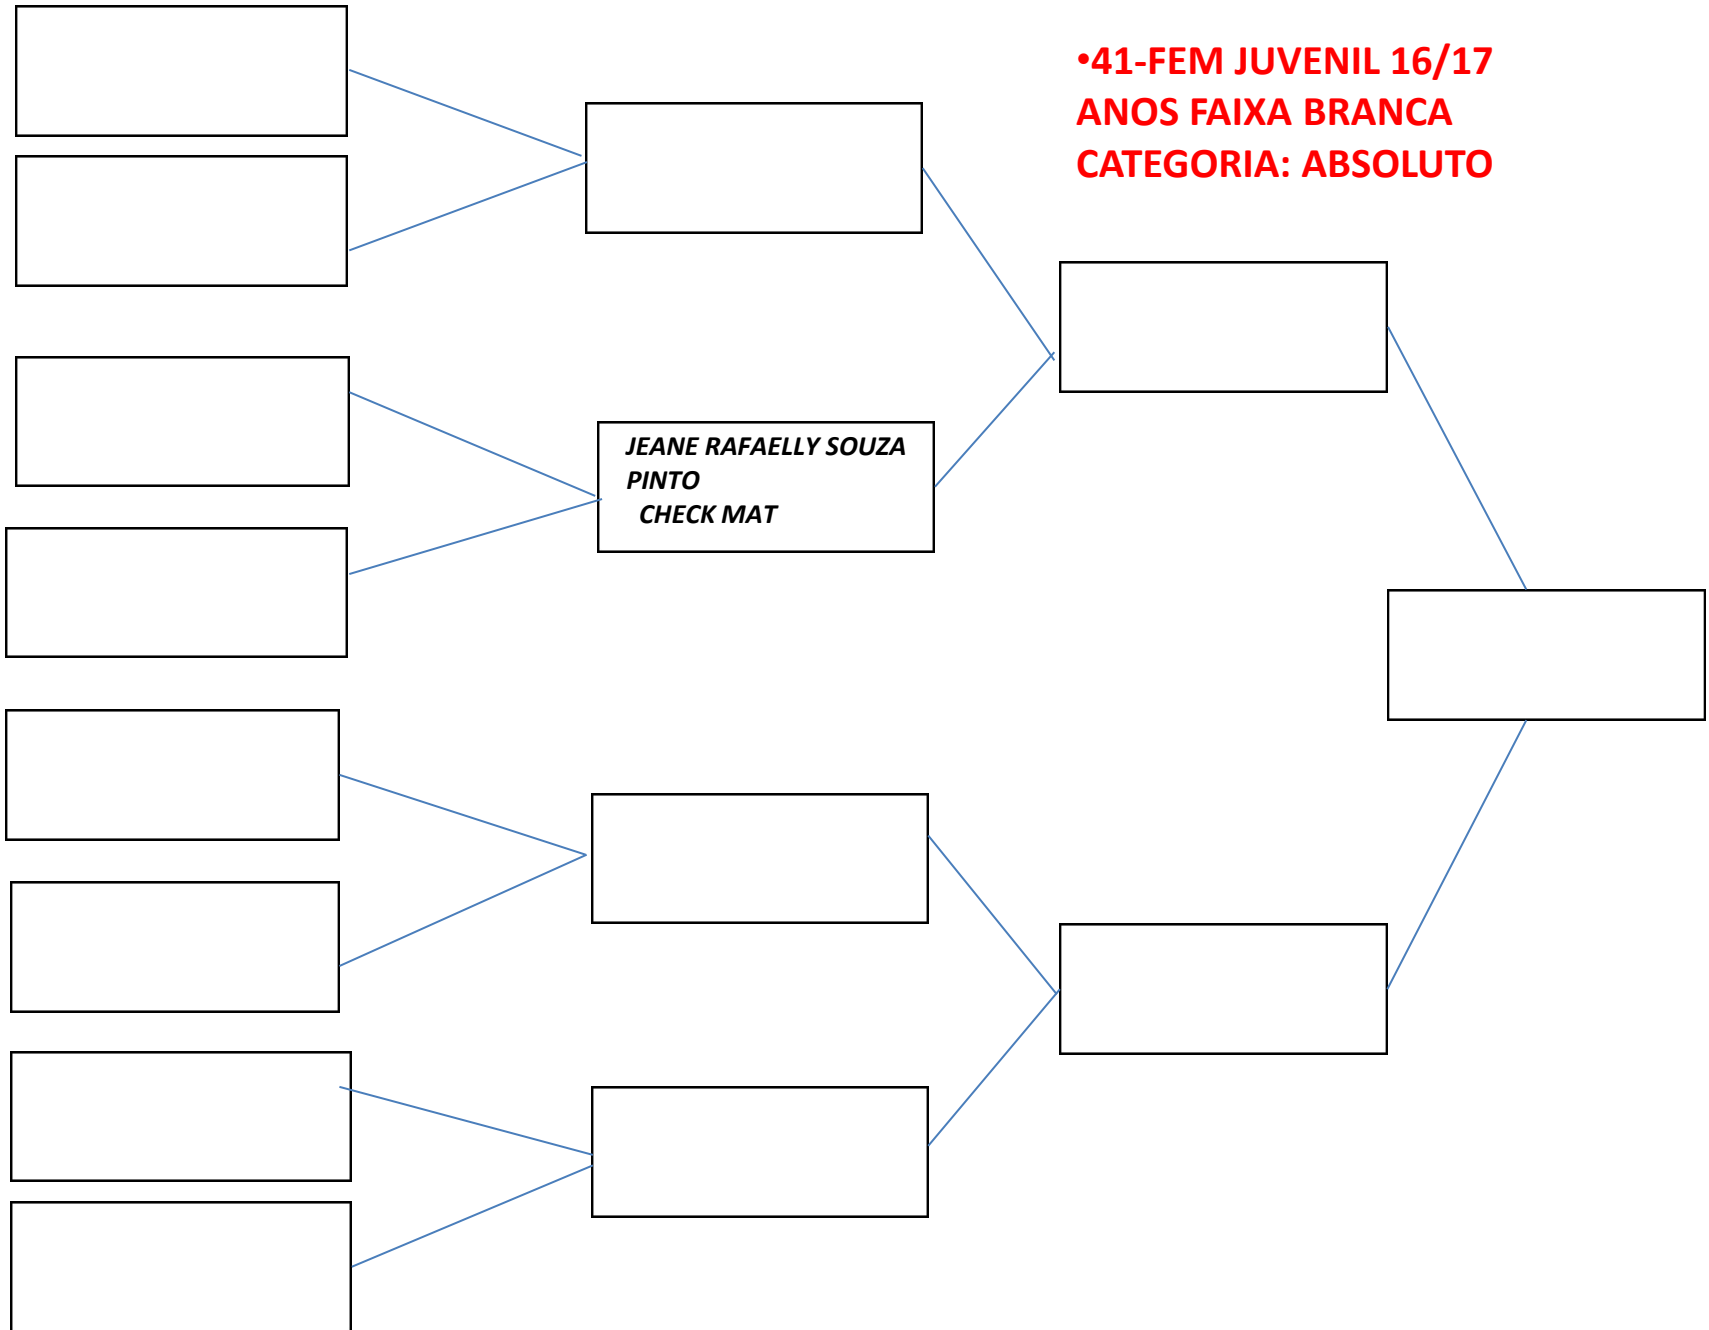 •41-FEM JUVENIL 16/17
ANOS FAIXA BRANCA
CATEGORIA: ABSOLUTO
JEANE RAFAELLY SOUZA
PINTO
CHECK MAT